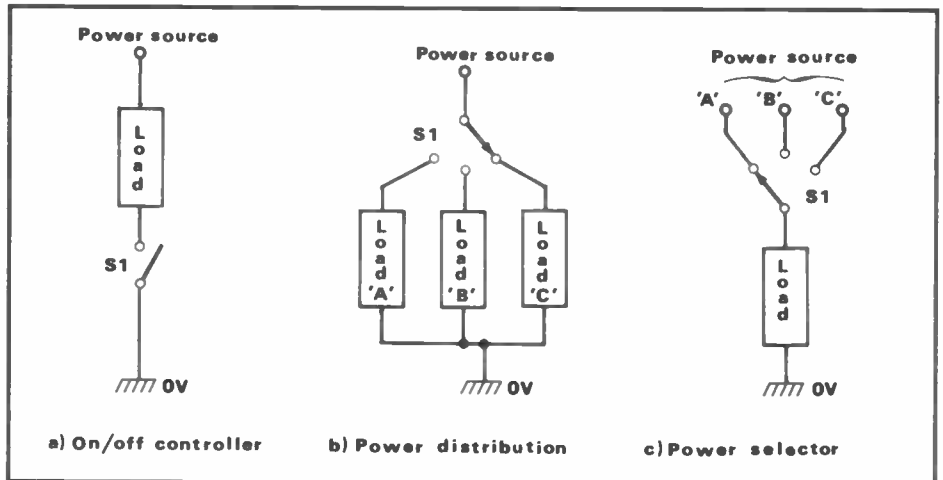 Power source
Load
S1
0V
a) On/off controller
Power source
S1
Load 'A'
Load 'B'
Load 'C'
0V
b) Power distribution
Power source
'A' 'B' 'C'
S1
Load
0V
c) Power selector